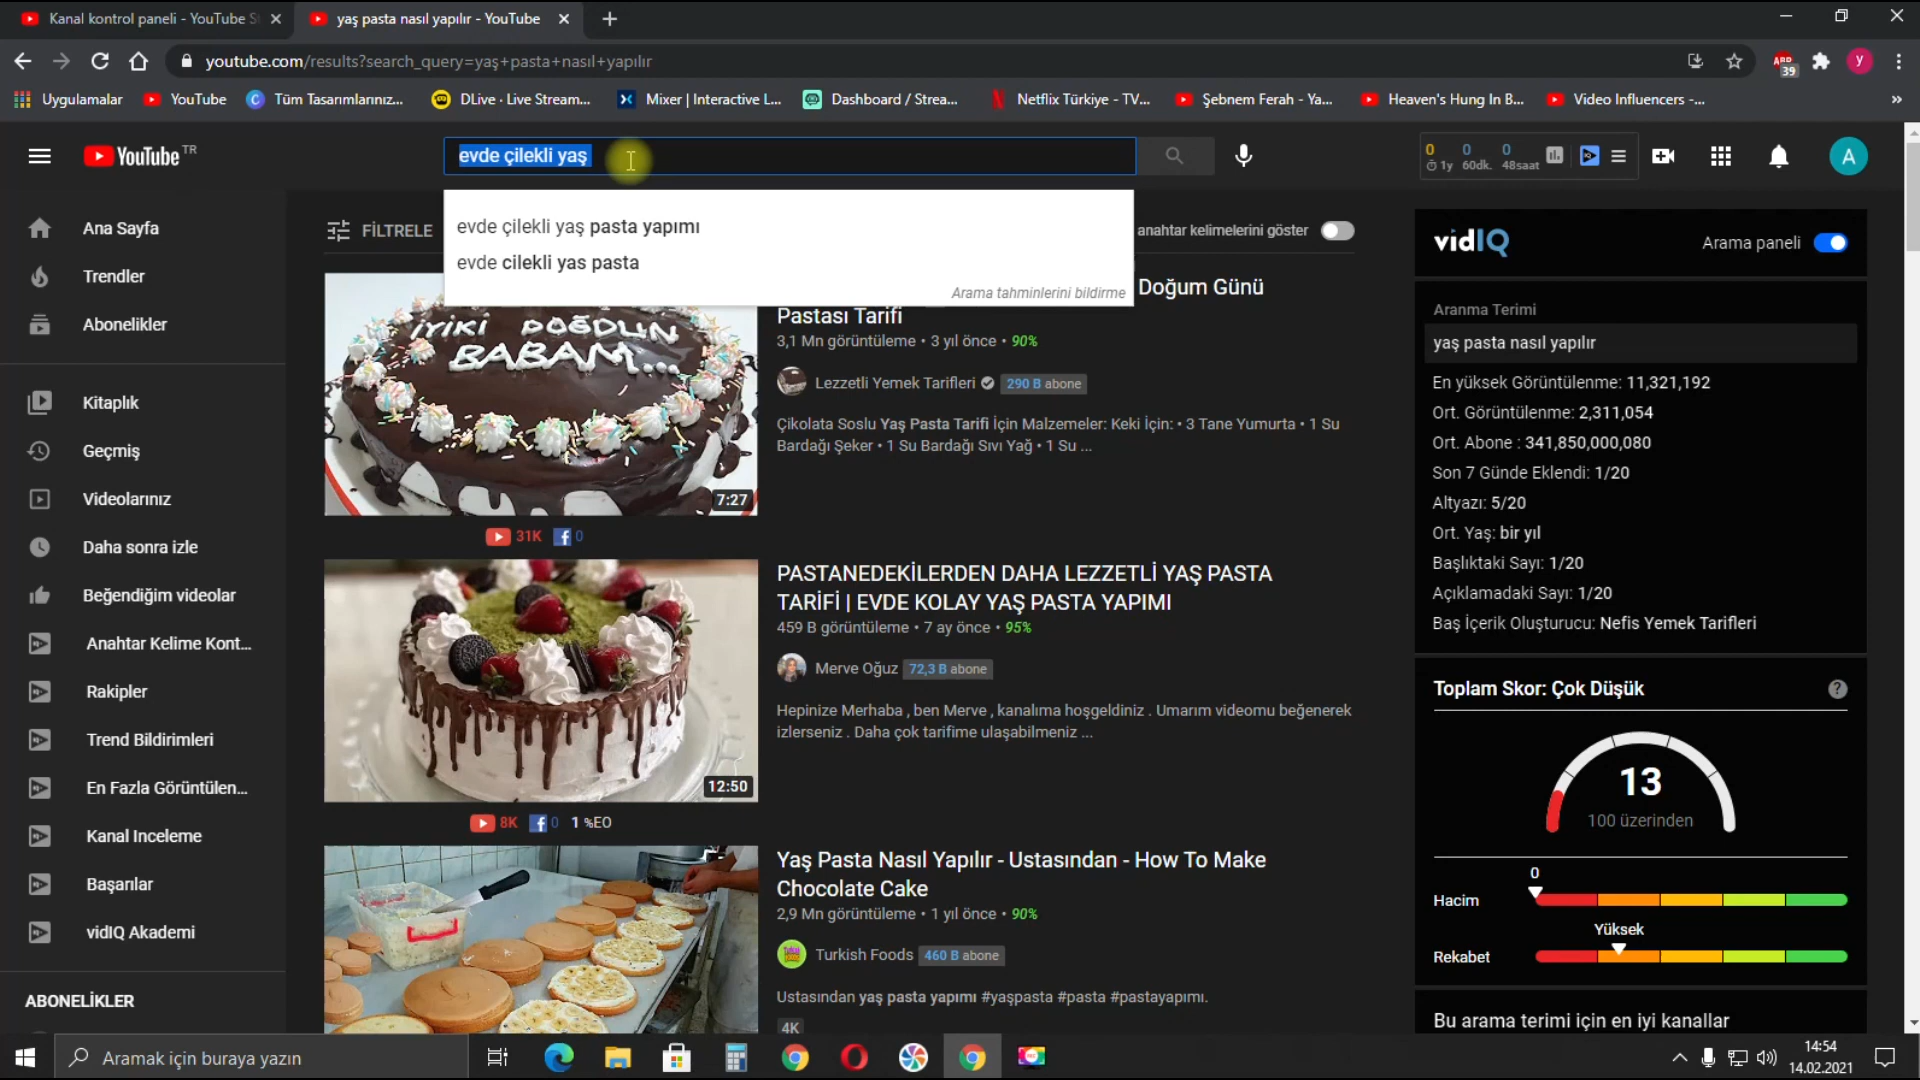 Kanal kontrol paneli - YouTube S
yaş pasta nasıl yapılır - YouTube
youtube.com/results?search_query=yaş+pasta+nasıl+yapılır
ABP
39
y
Uygulamalar
YouTube
Tüm Tasarımlarınız...
DLive · Live Stream...
Mixer | Interactive L...
Dashboard / Strea...
Netflix Türkiye - TV...
Şebnem Ferah - Ya...
Heaven's Hung In B...
Video Influencers -...
»
YouTube TR
evde çilekli yaş
0 0 0
1y 60dk. 48saat
A
evde çilekli yaş pasta yapımı
evde cilekli yas pasta
Arama tahminlerini bildirme
Ana Sayfa
Trendler
Abonelikler
Kitaplık
Geçmiş
Videolarınız
Daha sonra izle
Beğendiğim videolar
Anahtar Kelime Kont...
Rakipler
Trend Bildirimleri
En Fazla Görüntülen...
Kanal İnceleme
Başarılar
vidIQ Akademi
ABONELİKLER
FİLTRELE
anahtar kelimelerini göster
İYİKİ DOĞDUN
BABAM...
7:27
Doğum Günü
Pastası Tarifi
3,1 Mn görüntüleme • 3 yıl önce • 90%
Lezzetli Yemek Tarifleri 290 B abone
Çikolata Soslu Yaş Pasta Tarifi İçin Malzemeler: Keki İçin: • 3 Tane Yumurta • 1 Su
Bardağı Şeker • 1 Su Bardağı Sıvı Yağ • 1 Su ...
31K 0
12:50
PASTANEDEKİLERDEN DAHA LEZZETLİ YAŞ PASTA
TARİFİ | EVDE KOLAY YAŞ PASTA YAPIMI
459 B görüntüleme • 7 ay önce • 95%
Merve Oğuz 72,3 B abone
Hepinize Merhaba , ben Merve , kanalıma hoşgeldiniz . Umarım videomu beğenerek
izlerseniz . Daha çok tarifime ulaşabilmeniz ...
8K 0 1 %EO
Yaş Pasta Nasıl Yapılır - Ustasından - How To Make
Chocolate Cake
2,9 Mn görüntüleme • 1 yıl önce • 90%
Turkish Foods 460 B abone
Ustasından yaş pasta yapımı #yaşpasta #pasta #pastayapımı.
4K
vidIQ
Arama paneli
Aranma Terimi
yaş pasta nasıl yapılır
En yüksek Görüntülenme: 11,321,192
Ort. Görüntülenme: 2,311,054
Ort. Abone : 341,850,000,080
Son 7 Günde Eklendi: 1/20
Altyazı: 5/20
Ort. Yaş: bir yıl
Başlıktaki Sayı: 1/20
Açıklamadaki Sayı: 1/20
Baş İçerik Oluşturucu: Nefis Yemek Tarifleri
Toplam Skor: Çok Düşük
?
13
100 üzerinden
0
Hacim
Yüksek
Rekabet
Bu arama terimi için en iyi kanallar
Aramak için buraya yazın
14:54
14.02.2021